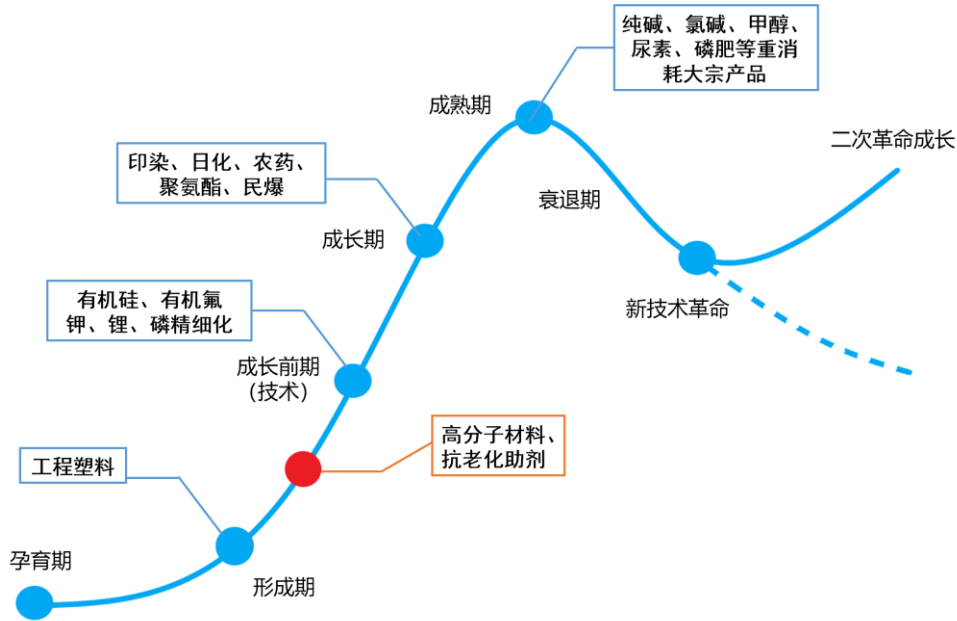 纯碱、氯碱、甲醇、
尿素、磷肥等重消
耗大宗产品
成熟期
二次革命成长
印染、日化、农药、
聚氨酯、民爆
衰退期
成长期
有机硅、有机氟
钾、锂、磷精细化
新技术革命
成长前期
（技术）
高分子材料、
抗老化助剂
工程塑料
孕育期
形成期